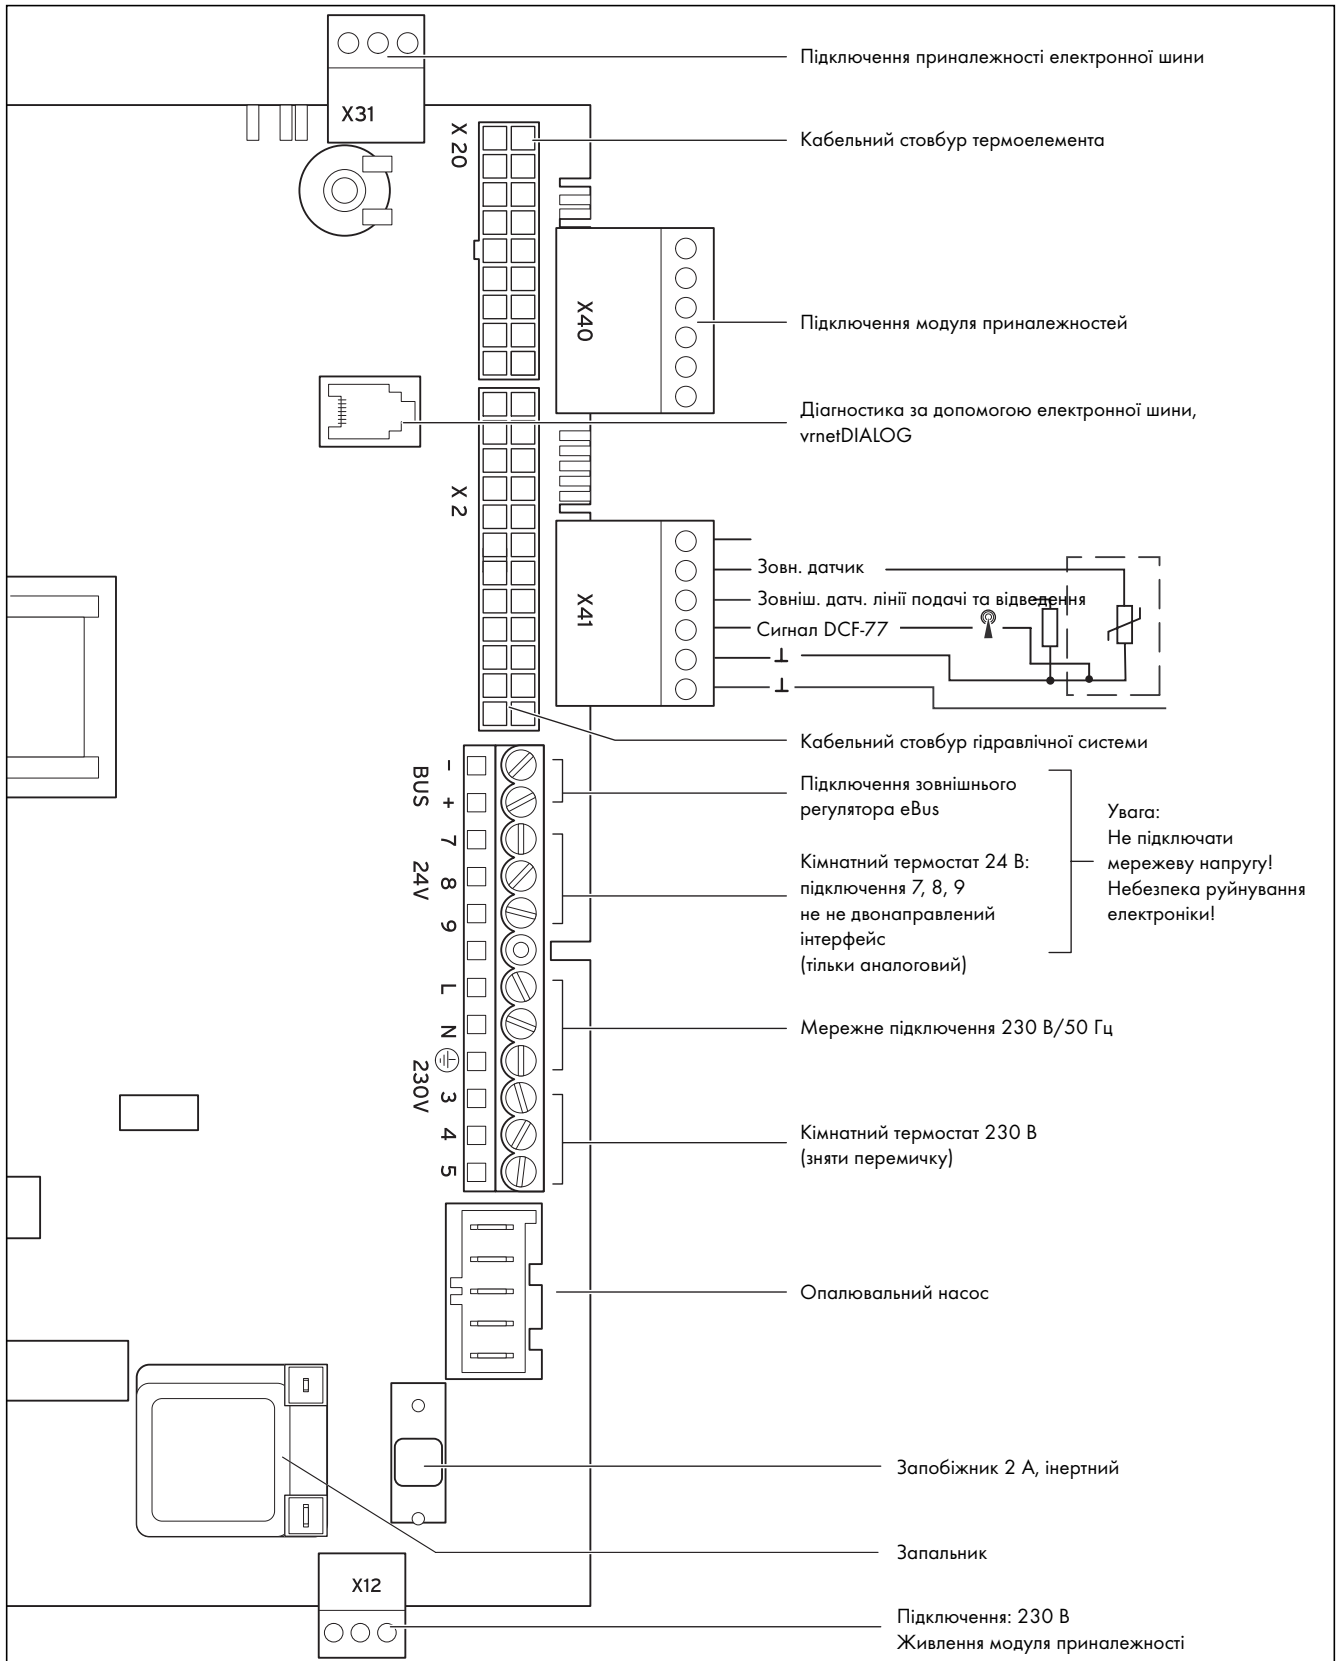 Підключення приналежності електронної шини
X31
X 20
Кабельний стовбур термоелемента
X40
Підключення модуля приналежностей
Діагностика за допомогою електронної шини,
vrnetDIALOG
X 2
X41
Зовн. датчик
Зовніш. датч. лінії подачі та відведення
Сигнал DCF-77
Кабельний стовбур гідравлічної системи
BUS
- +
Підключення зовнішнього
регулятора eBus
24V
7 8 9
Кімнатний термостат 24 В:
підключення 7, 8, 9
не не двонаправлений
інтерфейс
(тільки аналоговий)
Увага:
Не підключати
мережеву напругу!
Небезпека руйнування
електроніки!
230V
L N
3 4 5
Мережне підключення 230 В/50 Гц
Кімнатний термостат 230 В
(зняти перемичку)
Опалювальний насос
Запобіжник 2 А, інертний
Запальник
X12
Підключення: 230 В
Живлення модуля приналежності